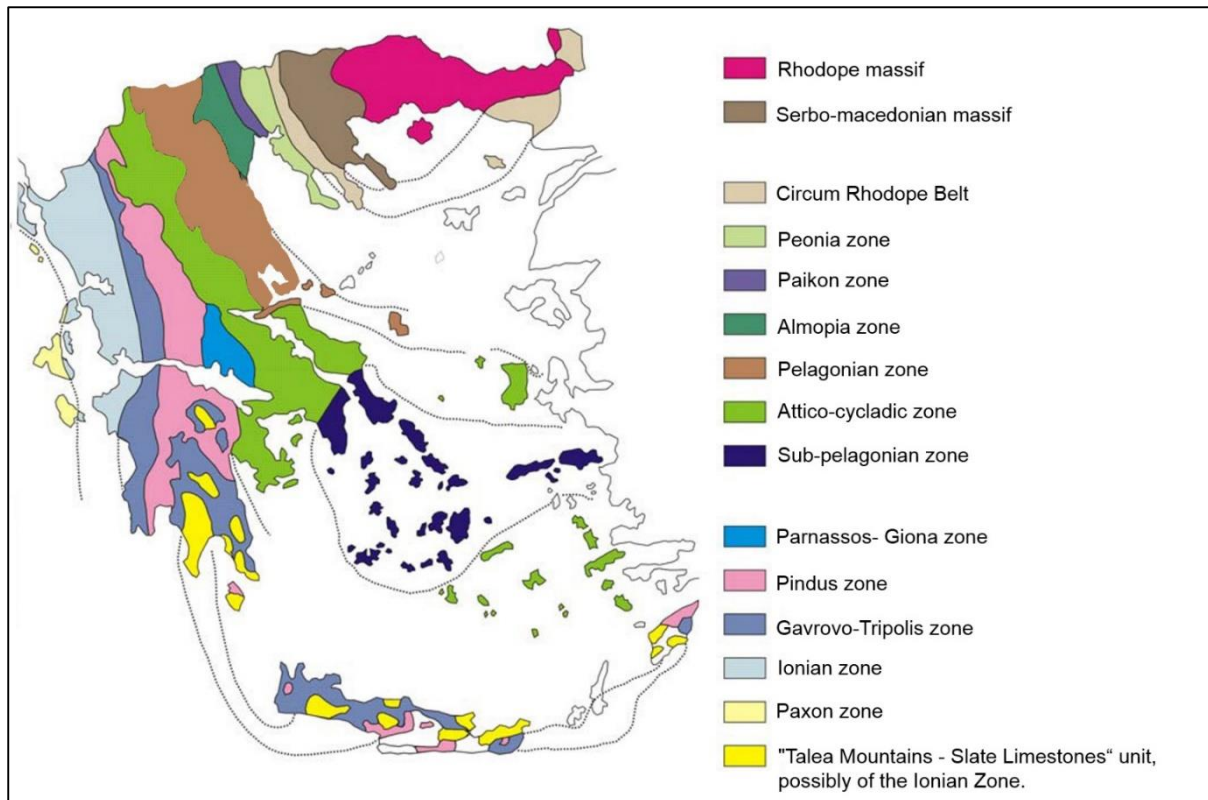 Rhodope massif
Serbo-macedonian massif
Circum Rhodope Belt
Peonia zone
Paikon zone
Almopia zone
Pelagonian zone
Attico-cycladic zone
Sub-pelagonian zone
Parnassos- Giona zone
Pindus zone
Gavrovo-Tripolis zone
Ionian zone
Paxon zone
"Talea Mountains - Slate Limestones“ unit,
possibly of the Ionian Zone.